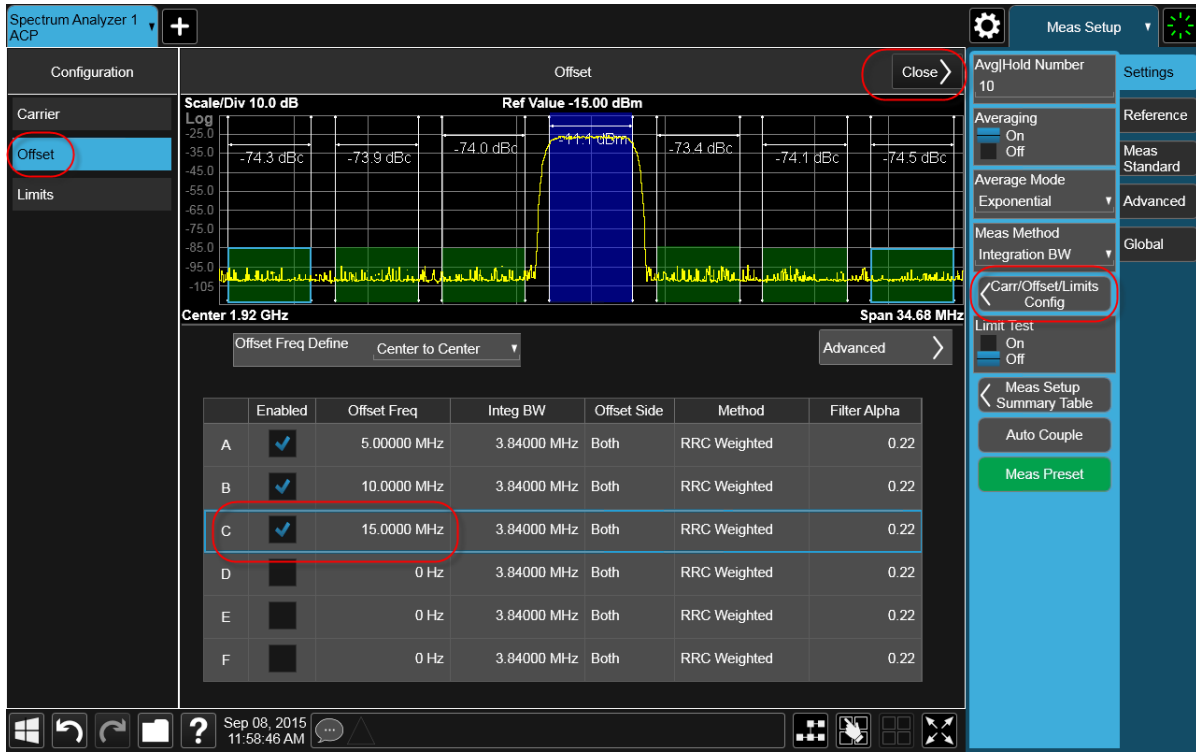 Spectrum Analyzer 1
ACP
Meas Setup
Configuration
Carrier
Offset
Limits
Offset
Close
Scale/Div 10.0 dB
Ref Value -15.00 dBm
Log
-25.0
-35.0
-45.0
-55.0
-65.0
-75.0
-85.0
-95.0
-105
-74.3 dBc
-73.9 dBc
-74.0 dBc
-11.1 dBm
-73.4 dBc
-74.1 dBc
-74.5 dBc
Center 1.92 GHz
Span 34.68 MHz
Offset Freq Define
Center to Center
Advanced
Enabled Offset Freq Integ BW Offset Side Method Filter Alpha
A 5.00000 MHz 3.84000 MHz Both RRC Weighted 0.22
B 10.0000 MHz 3.84000 MHz Both RRC Weighted 0.22
C 15.0000 MHz 3.84000 MHz Both RRC Weighted 0.22
D 0 Hz 3.84000 MHz Both RRC Weighted 0.22
E 0 Hz 3.84000 MHz Both RRC Weighted 0.22
F 0 Hz 3.84000 MHz Both RRC Weighted 0.22
Avg|Hold Number
10
Averaging
On
Off
Average Mode
Exponential
Meas Method
Integration BW
Carr/Offset/Limits
Config
Limit Test
On
Off
Meas Setup
Summary Table
Auto Couple
Meas Preset
Settings
Reference
Meas
Standard
Advanced
Global
?
Sep 08, 2015
11:58:46 AM